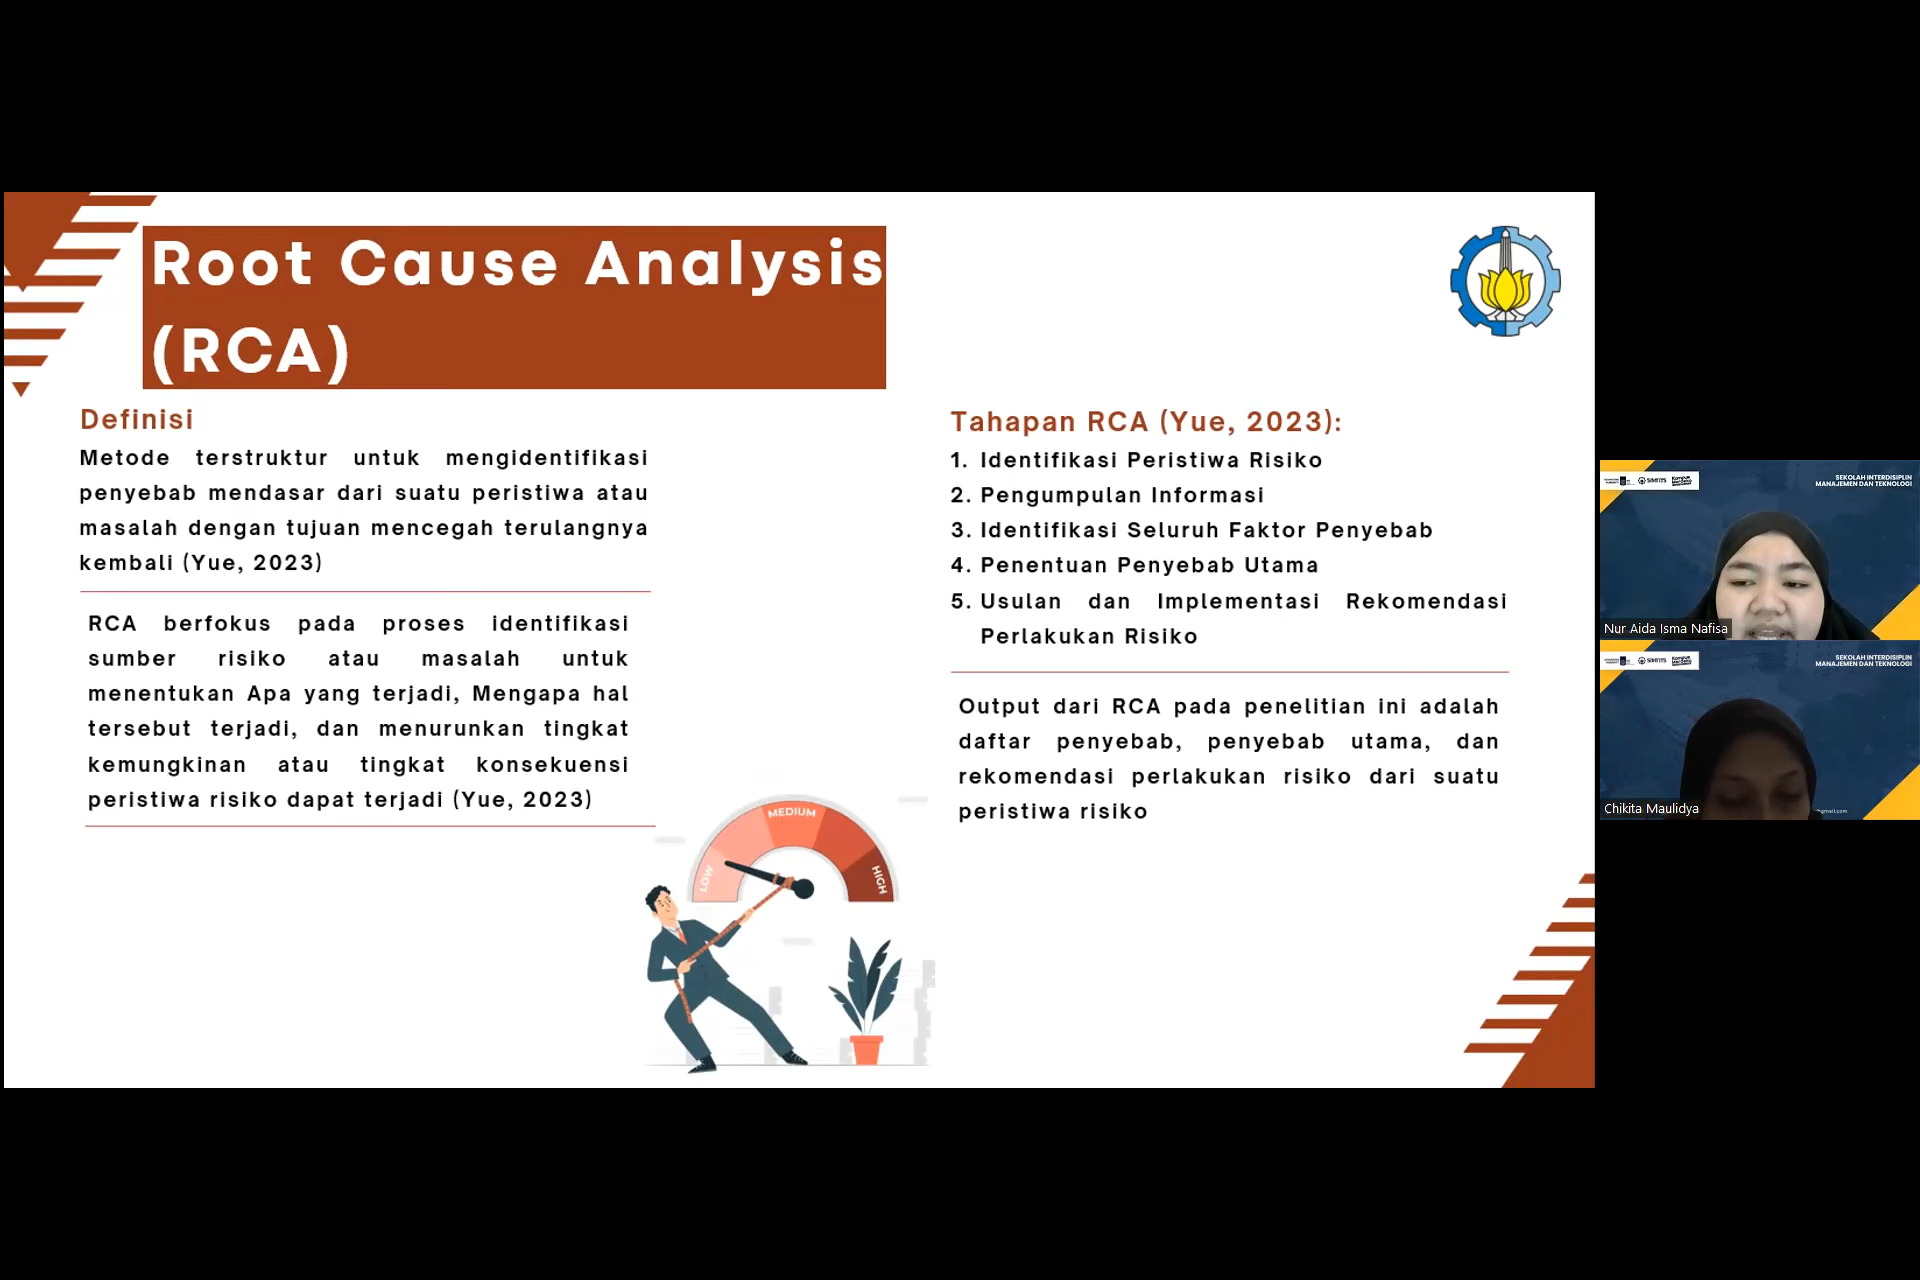 Root Cause Analysis
(RCA)
Definisi
Metode terstruktur untuk mengidentifikasi
penyebab mendasar dari suatu peristiwa atau
masalah dengan tujuan mencegah terulangnya
kembali (Yue, 2023)
RCA berfokus pada proses identifikasi
sumber risiko atau masalah untuk
menentukan Apa yang terjadi, Mengapa hal
tersebut terjadi, dan menurunkan tingkat
kemungkinan atau tingkat konsekuensi
peristiwa risiko dapat terjadi (Yue, 2023)
LOW
MEDIUM
HIGH
Tahapan RCA (Yue, 2023):
1. Identifikasi Peristiwa Risiko
2. Pengumpulan Informasi
3. Identifikasi Seluruh Faktor Penyebab
4. Penentuan Penyebab Utama
5. Usulan dan Implementasi Rekomendasi
Perlakukan Risiko
Output dari RCA pada penelitian ini adalah
daftar penyebab, penyebab utama, dan
rekomendasi perlakukan risiko dari suatu
peristiwa risiko
SEKOLAH INTERDISIPLIN
MANAJEMEN DAN TEKNOLOGI
Nur Aida Isma Nafisa
SEKOLAH INTERDISIPLIN
MANAJEMEN DAN TEKNOLOGI
Chikita Maulidya